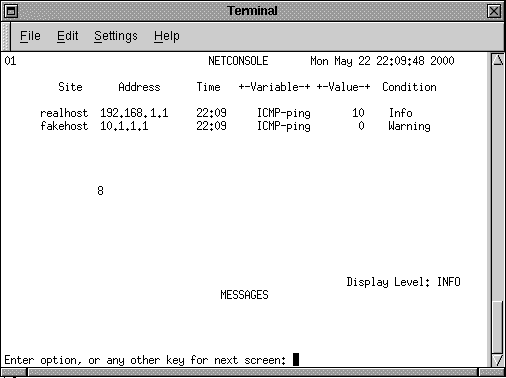 Terminal
File Edit Settings Help
01 NETCONSOLE Mon May 22 22:09:48 2000
Site Address Time +-Variable-+ +-Value-+ Condition
realhost 192.168.1.1 22:09 ICMP-ping 10 Info
fakehost 10.1.1.1 22:09 ICMP-ping 0 Warning
8
Display Level: INFO
MESSAGES
Enter option, or any other key for next screen: